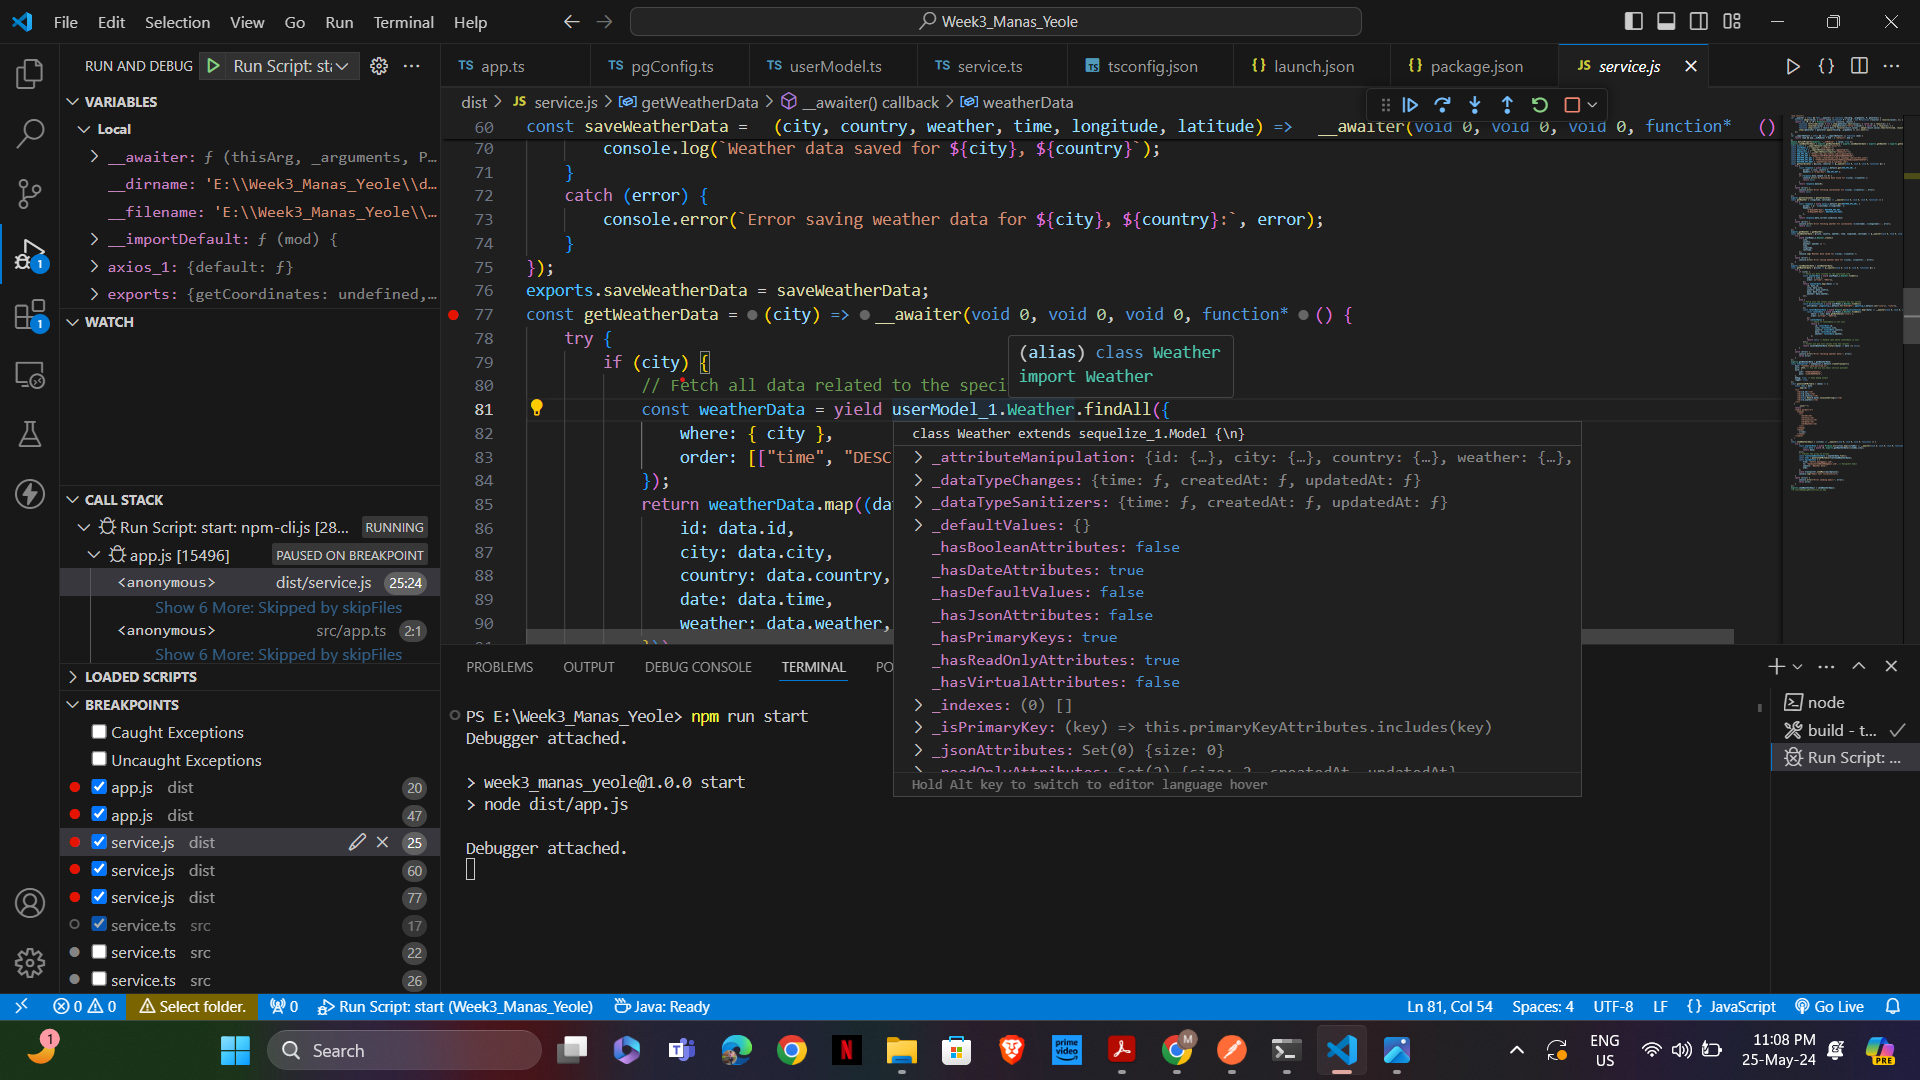 File Edit Selection View Go Run Terminal Help
Week3_Manas_Yeole
RUN AND DEBUG Run Script: sta
app.ts
pgConfig.ts
userModel.ts
service.ts
tsconfig.json
launch.json
package.json
service.js
dist > JS service.js > getWeatherData > __awaiter() callback > weatherData
VARIABLES
Local
__awaiter: ƒ (thisArg, _arguments, P…
__dirname: 'E:\\Week3_Manas_Yeole\\d…
__filename: 'E:\\Week3_Manas_Yeole\\…
__importDefault: ƒ (mod) {
axios_1: {default: ƒ}
exports: {getCoordinates: undefined,…
WATCH
CALL STACK
Run Script: start: npm-cli.js [28... RUNNING
app.js [15496] PAUSED ON BREAKPOINT
<anonymous> dist/service.js 25:24
Show 6 More: Skipped by skipFiles
<anonymous> src/app.ts 2:1
Show 6 More: Skipped by skipFiles
LOADED SCRIPTS
BREAKPOINTS
Caught Exceptions
Uncaught Exceptions
app.js dist 20
app.js dist 47
service.js dist 25
service.js dist 60
service.js dist 77
service.ts src 17
service.ts src 22
service.ts src 26
60 const saveWeatherData = (city, country, weather, time, longitude, latitude) => __awaiter(void 0, void 0, void 0, function* ()
70 console.log(`Weather data saved for ${city}, ${country}`);
71 }
72 catch (error) {
73 console.error(`Error saving weather data for ${city}, ${country}:`, error);
74 }
75 });
76 exports.saveWeatherData = saveWeatherData;
77 const getWeatherData = (city) => __awaiter(void 0, void 0, void 0, function* () {
78 try {
79 if (city) {
80 // Fetch all data related to the speci
81 const weatherData = yield userModel_1.Weather.findAll({
82 where: { city },
83 order: [["time", "DESC
84 });
85 return weatherData.map((da
86 id: data.id,
87 city: data.city,
88 country: data.country,
89 date: data.time,
90 weather: data.weather,
(alias) class Weather
import Weather
class Weather extends sequelize_1.Model {\n}
_attributeManipulation: {id: {…}, city: {…}, country: {…}, weather: {…},
_dataTypeChanges: {time: ƒ, createdAt: ƒ, updatedAt: ƒ}
_dataTypeSanitizers: {time: ƒ, createdAt: ƒ, updatedAt: ƒ}
_defaultValues: {}
_hasBooleanAttributes: false
_hasDateAttributes: true
_hasDefaultValues: false
_hasJsonAttributes: false
_hasPrimaryKeys: true
_hasReadOnlyAttributes: true
_hasVirtualAttributes: false
_indexes: (0) []
_isPrimaryKey: (key) => this.primaryKeyAttributes.includes(key)
_jsonAttributes: Set(0) {size: 0}
_readOnlyAttributes: Set(2) {size: 2, createdAt, updatedAt}
Hold Alt key to switch to editor language hover
PROBLEMS OUTPUT DEBUG CONSOLE TERMINAL PO
PS E:\Week3_Manas_Yeole> npm run start
Debugger attached.
> week3_manas_yeole@1.0.0 start
> node dist/app.js
Debugger attached.
node
build - t...
Run Script: ...
0 0 Select folder. 0 Run Script: start (Week3_Manas_Yeole) Java: Ready
Ln 81, Col 54 Spaces: 4 UTF-8 LF {} JavaScript Go Live
1 Search
prime video
M
ENG
US
11:08 PM
25-May-24
PRE